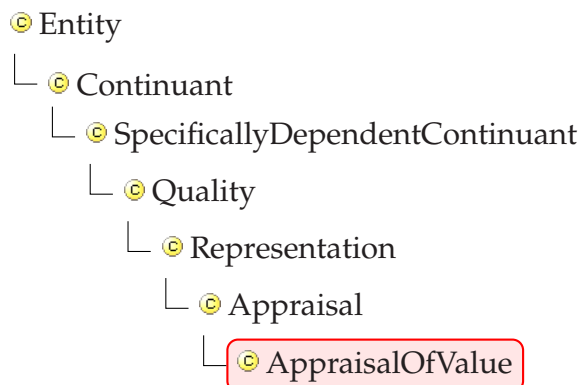 © Entity
© Continuant
© SpecificallyDependentContinuant
© Quality
© Representation
© Appraisal
© AppraisalOfValue